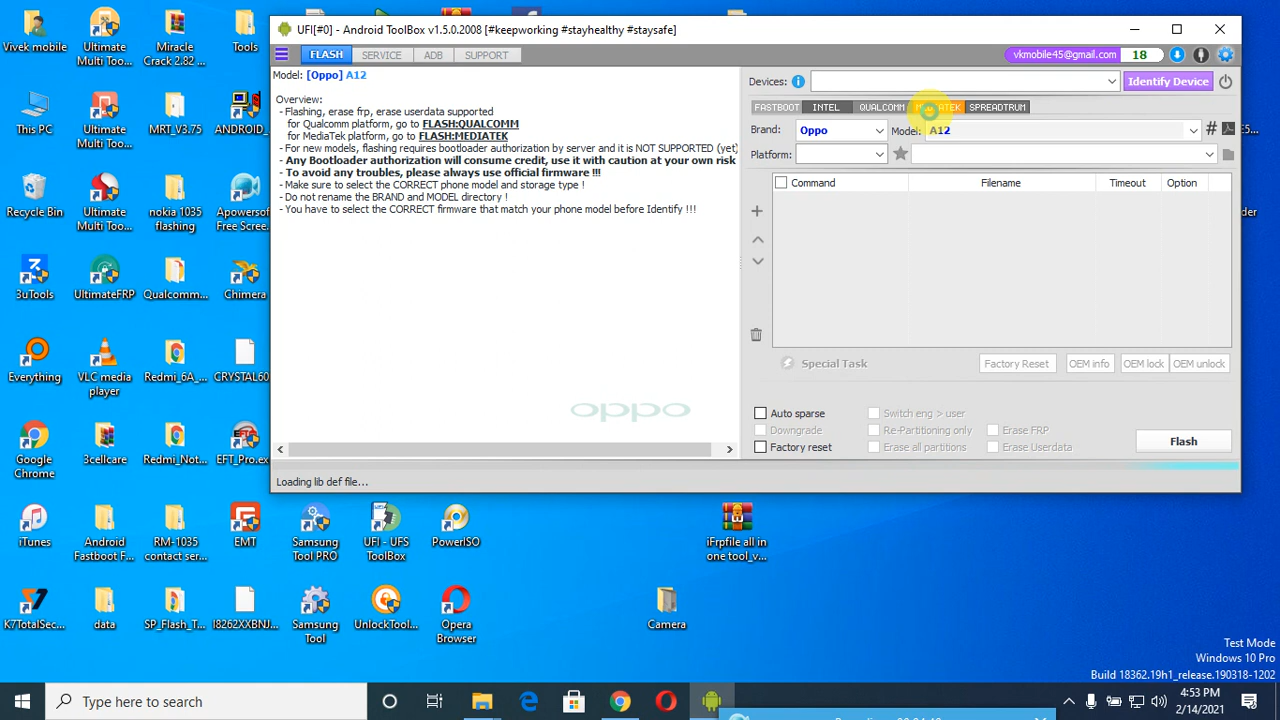 UFI[#0] - Android ToolBox v1.5.0.2008 [#keepworking #stayhealthy #staysafe]
FLASH SERVICE ADB SUPPORT
vkmobile45@gmail.com 18
Model: [Oppo] A12
Overview:
- Flashing, erase frp, erase userdata supported
for Qualcomm platform, go to FLASH:QUALCOMM
for MediaTek platform, go to FLASH:MEDIATEK
- For new models, flashing requires bootloader authorization by server and it is NOT SUPPORTED (yet)
- Any Bootloader authorization will consume credit, use it with caution at your own risk
- To avoid any troubles, please always use official firmware !!!
- Make sure to select the CORRECT phone model and storage type !
- Do not rename the BRAND and MODEL directory !
- You have to select the CORRECT firmware that match your phone model before Identify !!!
oppo
Loading lib def file...
Devices: Identify Device
FASTBOOT INTEL QUALCOMM MEDIATEK SPREADTRUM
Brand: Oppo Model: A12 #
Platform:
Command Filename Timeout Option
Special Task Factory Reset OEM info OEM lock OEM unlock
Auto sparse Switch eng > user
Downgrade Re-Partitioning only Erase FRP
Factory reset Erase all partitions Erase Userdata
Flash
Vivek mobile
Ultimate Multi Too...
Miracle Crack 2.82 ...
Tools
This PC
Ultimate Multi Too...
MRT_V3.75
ANDROID_
Recycle Bin
Ultimate Multi Too...
nokia 1035 flashing
Apowersof
Free Scree
3uTools
UltimateFRP
Qualcomm...
Chimera
Everything
VLC media player
Redmi_6A_...
CRYSTAL60
Google Chrome
3cellcare
Redmi_Not...
EFT_Pro.ex
iTunes
Android Fastboot F...
RM-1035 contact ser...
EMT
Samsung Tool PRO
UFI - UFS ToolBox
PowerISO
iFrpfile all in one tool_v...
K7TotalSec...
data
SP_Flash_T...
I8262XXBNJ...
Samsung Tool
UnlockTool...
Opera Browser
Camera
5...
der
Test Mode
Windows 10 Pro
Build 18362.19h1_release.190318-1202
Type here to search
4:53 PM
2/14/2021